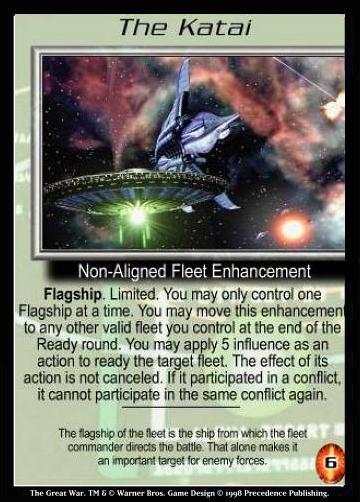 The Katai
Non-Aligned Fleet Enhancement
Flagship. Limited. You may only control one
Flagship at a time. You may move this enhancement
to any other valid fleet you control at the end of the
Ready round. You may apply 5 influence as an
action to ready the target fleet. The effect of its
action is not canceled. If it participated in a conflict,
it cannot participate in the same conflict again.
The flagship of the fleet is the ship from which the fleet
commander directs the battle. That alone makes it
an important target for enemy forces.
6
The Great War. TM & © Warner Bros. Game Design © 1998 Precedence Publishing.